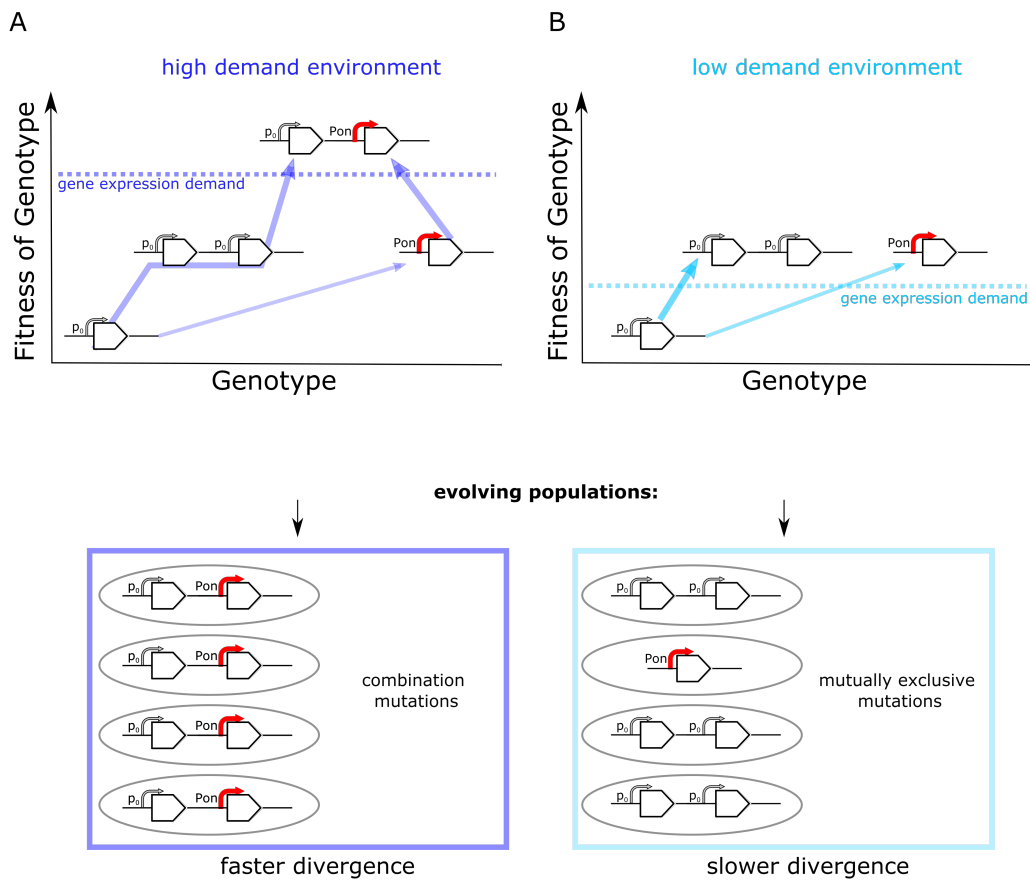 A
high demand environment
Fitness of Genotype
p0
Pon
gene expression demand
p0
p0
Pon
p0
Genotype
B
low demand environment
Fitness of Genotype
p0
p0
Pon
gene expression demand
p0
Genotype
evolving populations:
p0
Pon
p0
Pon
p0
Pon
p0
Pon
combination
mutations
faster divergence
p0
p0
Pon
p0
p0
p0
p0
mutually exclusive
mutations
slower divergence